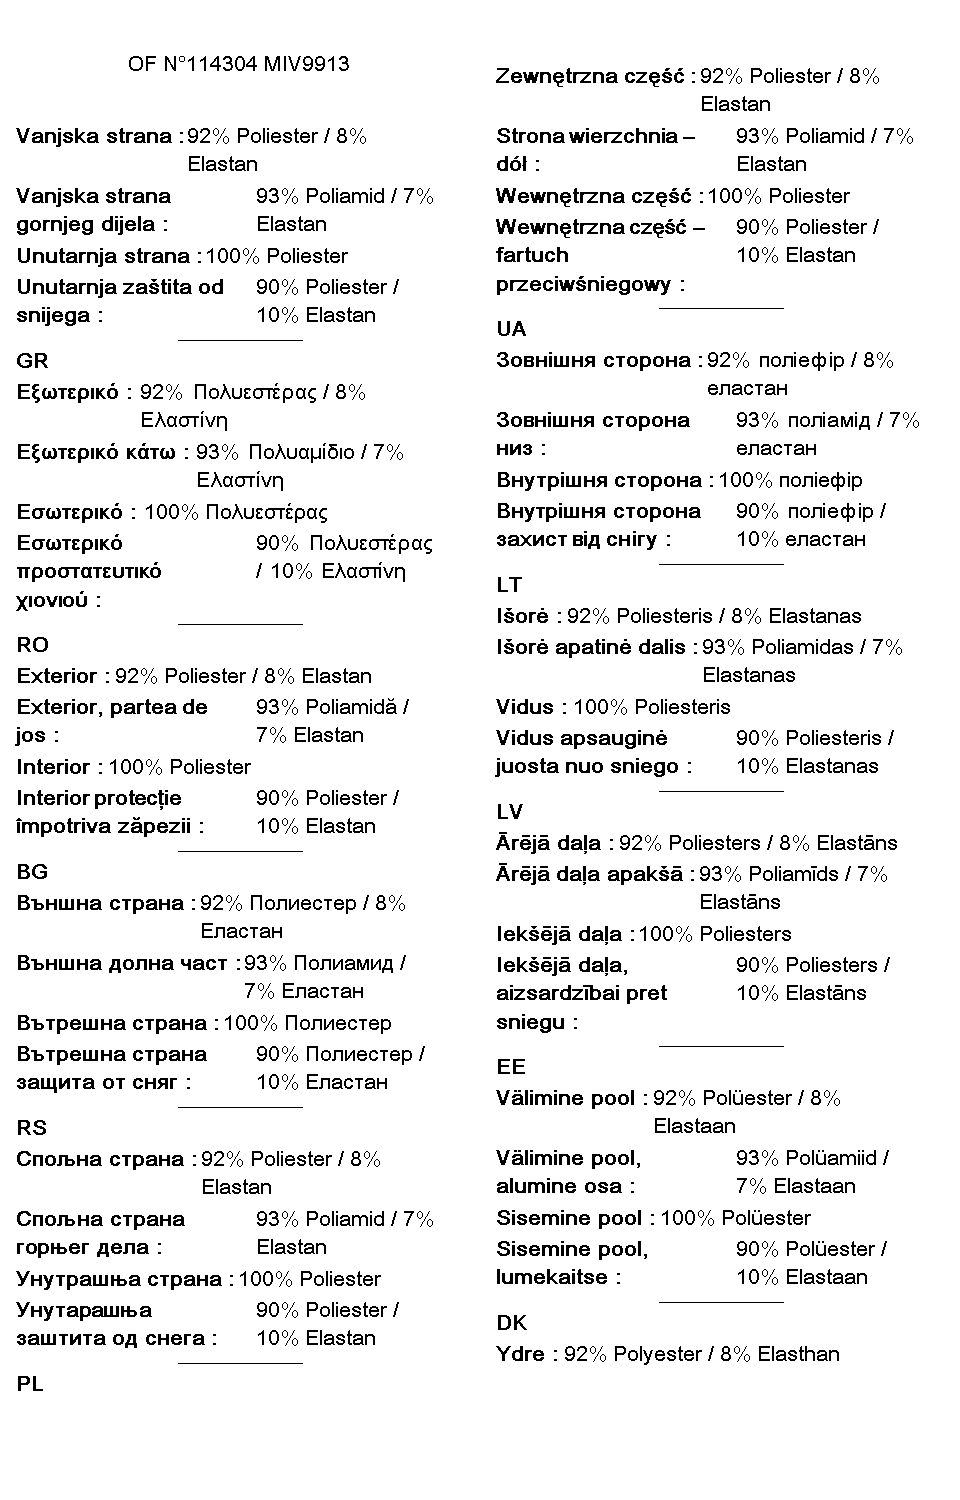 OF N°114304 MIV9913
Vanjska strana : 92% Poliester / 8%
Elastan
Vanjska strana 93% Poliamid / 7%
gornjeg dijela : Elastan
Unutarnja strana : 100% Poliester
Unutarnja zaštita od 90% Poliester /
snijega : 10% Elastan
GR
Εξωτερικό : 92% Πολυεστέρας / 8%
Ελαστίνη
Εξωτερικό κάτω : 93% Πολυαμίδιο / 7%
Ελαστίνη
Εσωτερικό : 100% Πολυεστέρας
Εσωτερικό 90% Πολυεστέρας
προστατευτικό / 10% Ελαστίνη
χιονιού :
RO
Exterior : 92% Poliester / 8% Elastan
Exterior, partea de 93% Poliamidă /
jos : 7% Elastan
Interior : 100% Poliester
Interior protecție 90% Poliester /
împotriva zăpezii : 10% Elastan
BG
Външна страна : 92% Полиестер / 8%
Еластан
Външна долна част : 93% Полиамид /
7% Еластан
Вътрешна страна : 100% Полиестер
Вътрешна страна 90% Полиестер /
защита от сняг : 10% Еластан
RS
Спољна страна : 92% Poliester / 8%
Elastan
Спољна страна 93% Poliamid / 7%
горњег дела : Elastan
Унутрашња страна : 100% Poliester
Унутарашња 90% Poliester /
заштита од снега : 10% Elastan
PL
Zewnętrzna część : 92% Poliester / 8%
Elastan
Strona wierzchnia – 93% Poliamid / 7%
dół : Elastan
Wewnętrzna część : 100% Poliester
Wewnętrzna część – 90% Poliester /
fartuch 10% Elastan
przeciwśniegowy :
UA
Зовнішня сторона : 92% поліефір / 8%
еластан
Зовнішня сторона 93% поліамід / 7%
низ : еластан
Внутрішня сторона : 100% поліефір
Внутрішня сторона 90% поліефір /
захист від снігу : 10% еластан
LT
Išorė : 92% Poliesteris / 8% Elastanas
Išorė apatinė dalis : 93% Poliamidas / 7%
Elastanas
Vidus : 100% Poliesteris
Vidus apsauginė 90% Poliesteris /
juosta nuo sniego : 10% Elastanas
LV
Ārējā daļa : 92% Poliesters / 8% Elastāns
Ārējā daļa apakšā : 93% Poliamīds / 7%
Elastāns
Iekšējā daļa : 100% Poliesters
Iekšējā daļa, 90% Poliesters /
aizsardzībai pret 10% Elastāns
sniegu :
EE
Välimine pool : 92% Polüester / 8%
Elastaan
Välimine pool, 93% Polüamiid /
alumine osa : 7% Elastaan
Sisemine pool : 100% Polüester
Sisemine pool, 90% Polüester /
lumekaitse : 10% Elastaan
DK
Ydre : 92% Polyester / 8% Elasthan